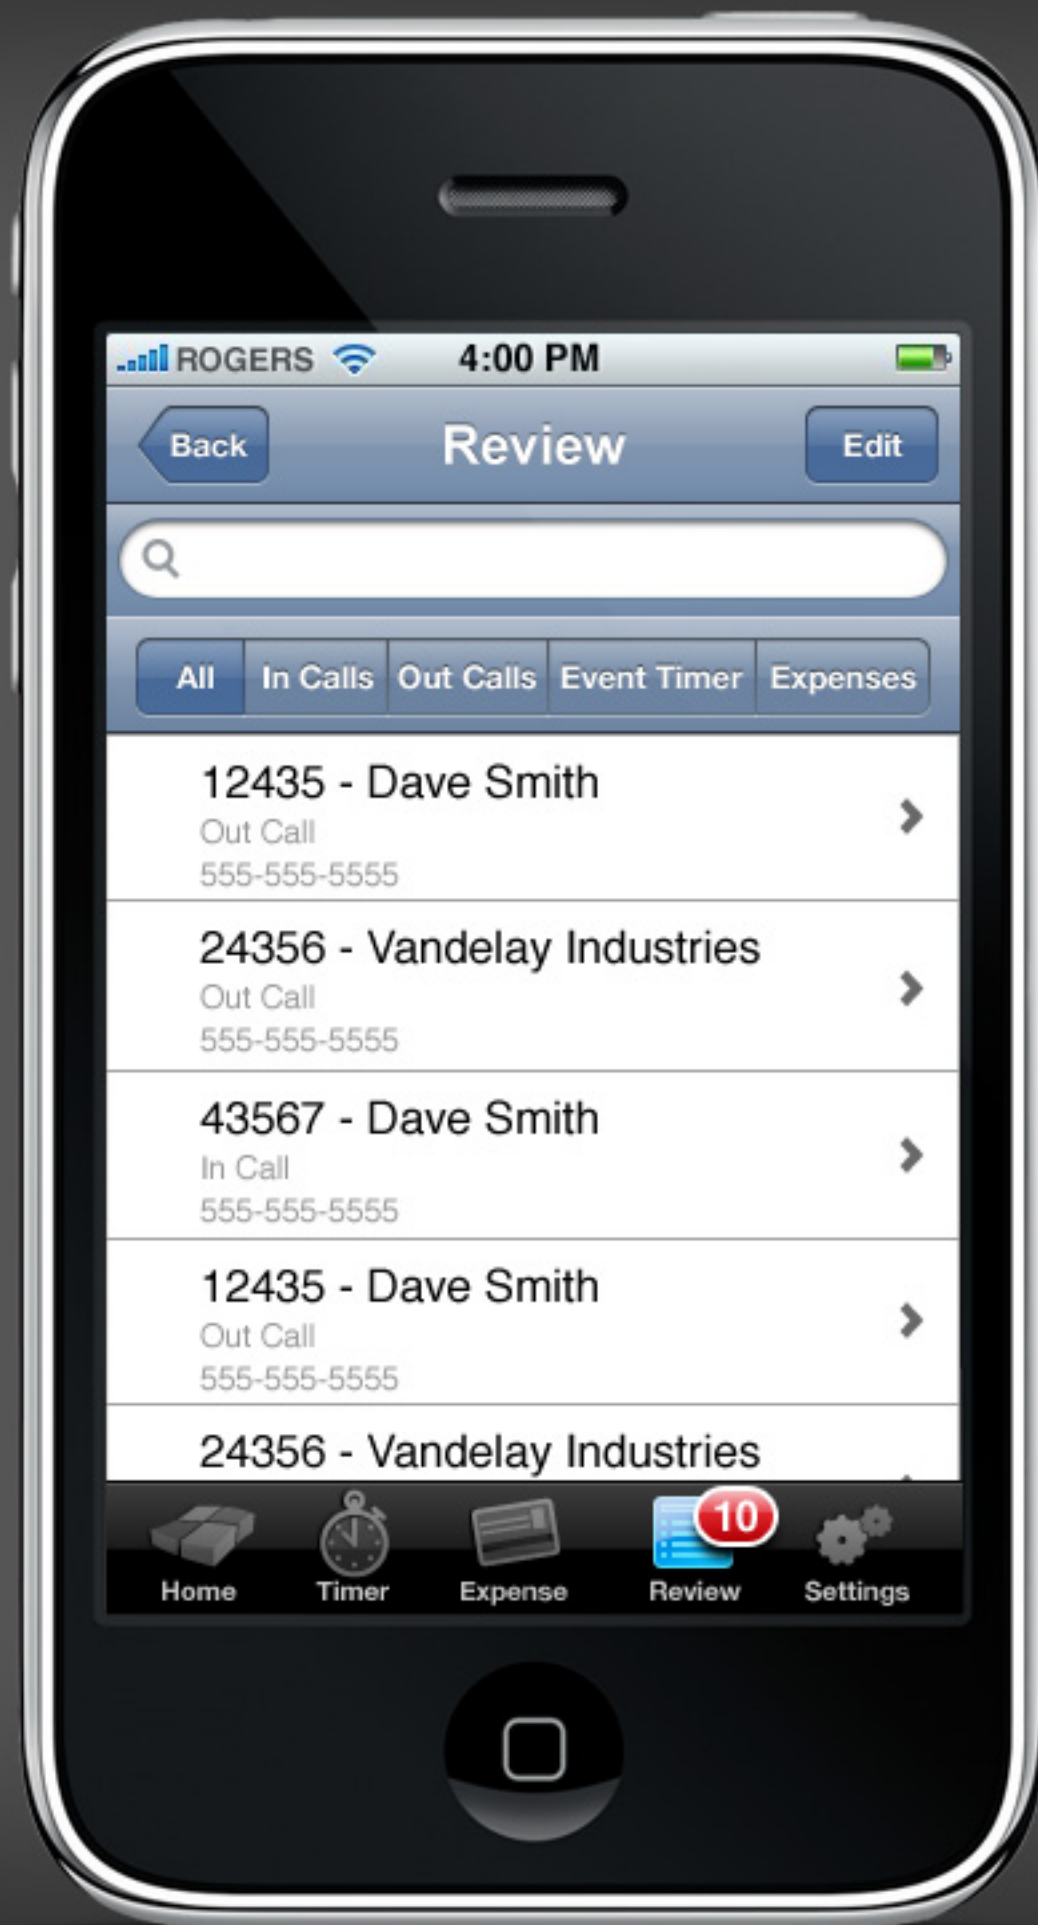 ROGERS 4:00 PM
Back Review Edit
All In Calls Out Calls Event Timer Expenses
12435 - Dave Smith
Out Call
555-555-5555
24356 - Vandelay Industries
Out Call
555-555-5555
43567 - Dave Smith
In Call
555-555-5555
12435 - Dave Smith
Out Call
555-555-5555
24356 - Vandelay Industries
10
Home Timer Expense Review Settings